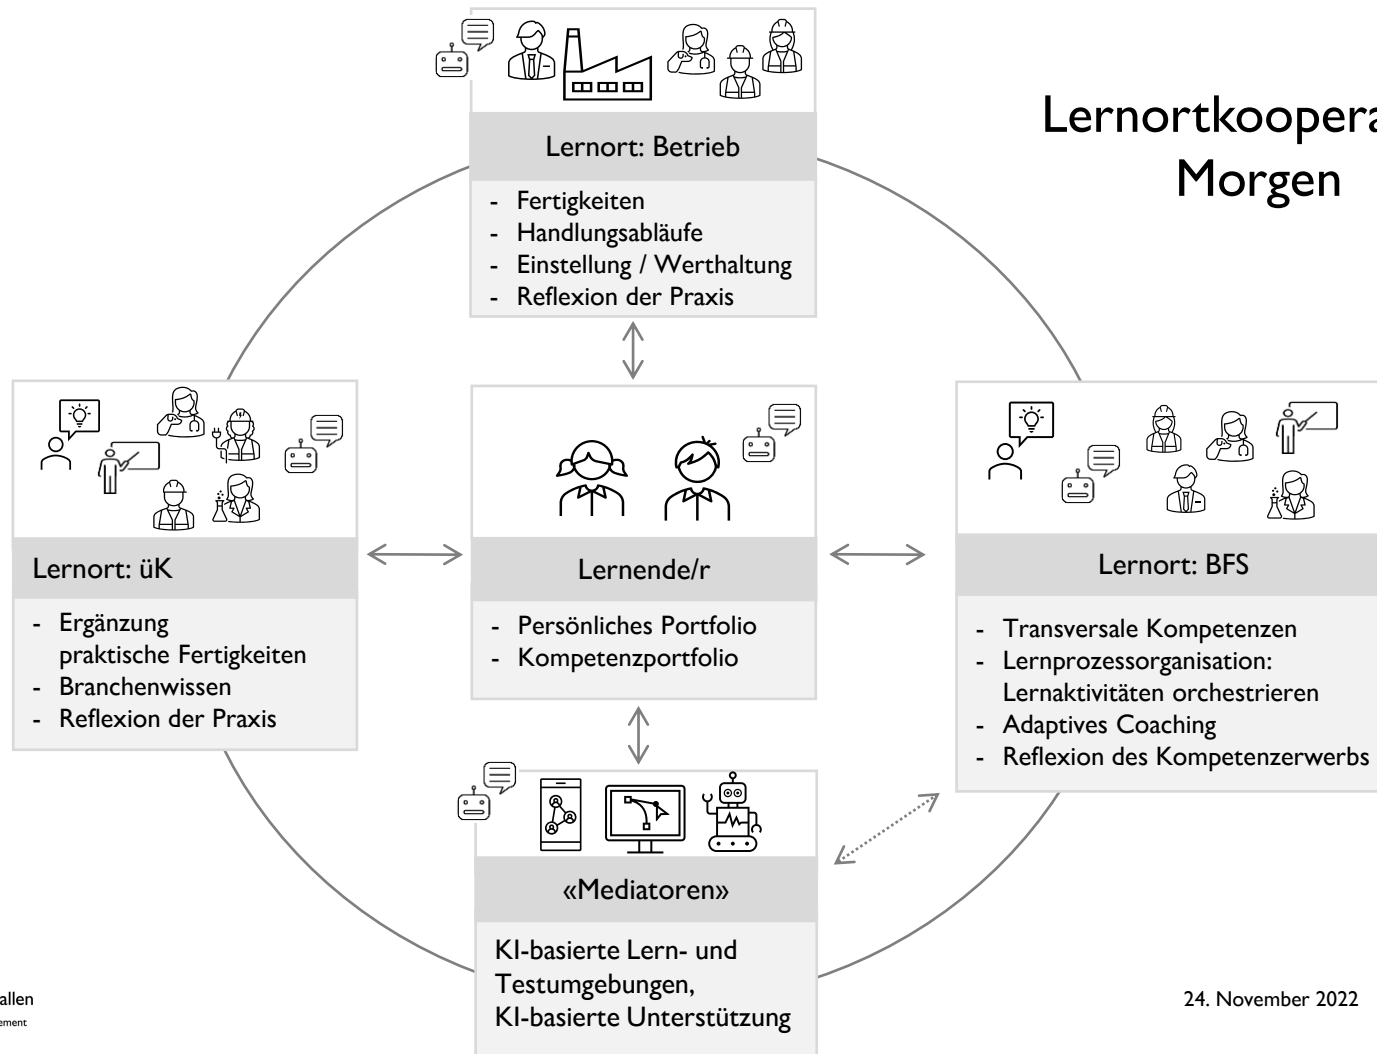 Lernortkoopera
Morgen
Lernort: Betrieb
- Fertigkeiten
- Handlungsabläufe
- Einstellung / Werthaltung
- Reflexion der Praxis
Lernort: üK
- Ergänzung
praktische Fertigkeiten
- Branchenwissen
- Reflexion der Praxis
Lernende/r
- Persönliches Portfolio
- Kompetenzportfolio
Lernort: BFS
- Transversale Kompetenzen
- Lernprozessorganisation:
Lernaktivitäten orchestrieren
- Adaptives Coaching
- Reflexion des Kompetenzerwerbs
«Mediatoren»
KI-basierte Lern- und
Testumgebungen,
KI-basierte Unterstützung
allen
ement
24. November 2022